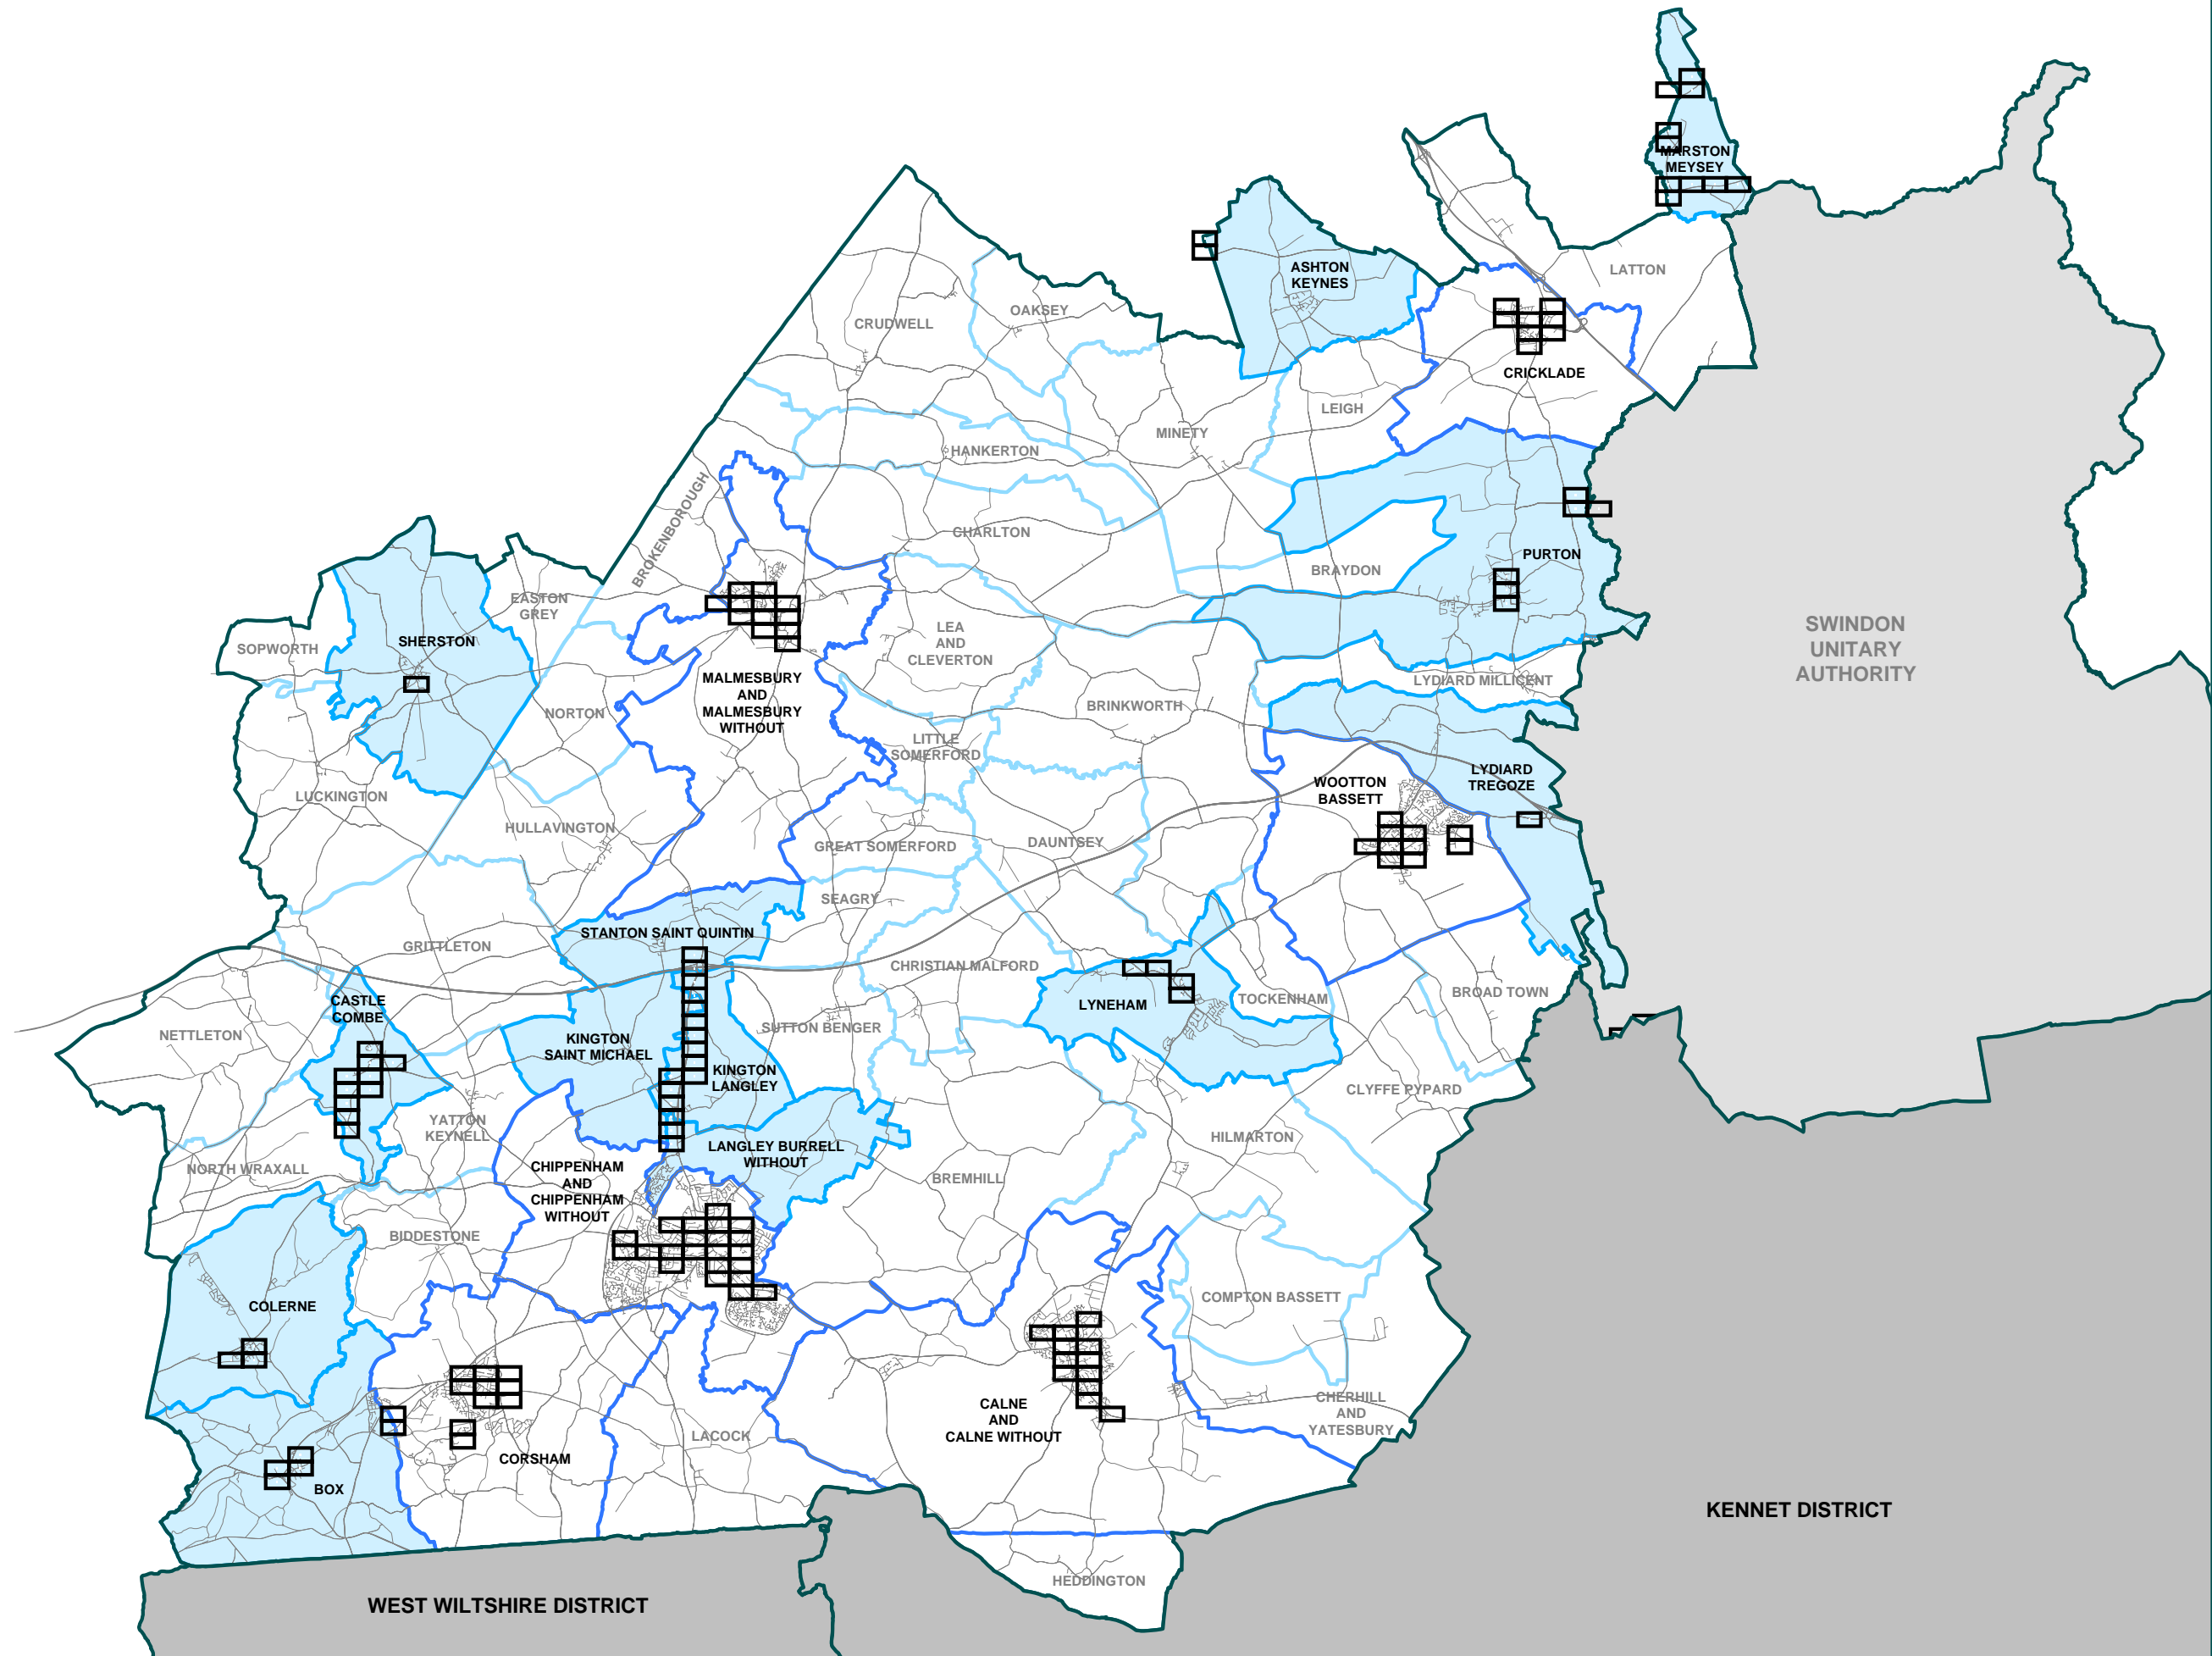 MARSTON
MEYSEY
ASHTON
KEYNES
LATTON
OAKSEY
CRUDWELL
CRICKLADE
LEIGH
MINETY
HANKERTON
BROKENBOROUGH
CHARLTON
PURTON
BRAYDON
EASTON
GREY
SHERSTON
SOPWORTH
LEA
AND
CLEVERTON
SWINDON
UNITARY
AUTHORITY
MALMESBURY
AND
MALMESBURY
WITHOUT
LYDIARD MILLICENT
NORTON
BRINKWORTH
LITTLE
SOMERFORD
LYDIARD
TREGOZE
WOOTTON
BASSETT
LUCKINGTON
HULLAVINGTON
GREAT SOMERFORD
DAUNTSEY
SEAGRY
STANTON SAINT QUINTIN
GRITTLETON
CHRISTIAN MALFORD
CASTLE
COMBE
LYNEHAM
TOCKENHAM
BROAD TOWN
NETTLETON
SUTTON BENGER
KINGTON
SAINT MICHAEL
KINGTON
LANGLEY
CLYFFE PYPARD
YATTON
KEYNELL
HILMARTON
LANGLEY BURRELL
WITHOUT
NORTH WRAXALL
CHIPPENHAM
AND
CHIPPENHAM
WITHOUT
BREMHILL
BIDDESTONE
COMPTON BASSETT
COLERNE
CALNE
AND
CALNE WITHOUT
CHERHILL
AND
YATESBURY
LACOCK
CORSHAM
BOX
KENNET DISTRICT
HEDDINGTON
WEST WILTSHIRE DISTRICT